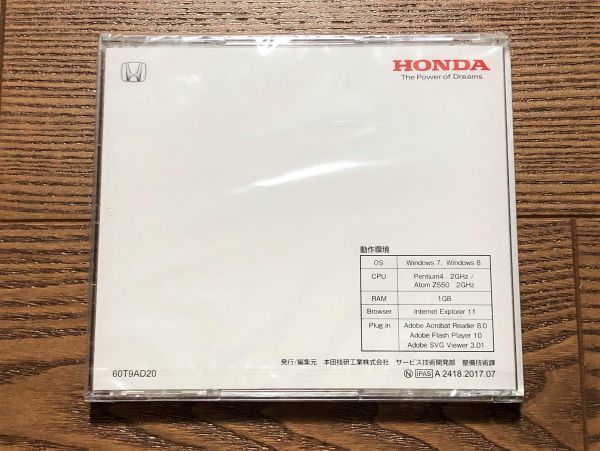 HONDA
The Power of Dreams
動作環境
OS Windows 7, Windows 8
CPU Pentium4 2GHz /
Atom Z550 2GHz
RAM 1GB
Browser Internet Explorer 11
Plug in Adobe Acrobat Reader 8.0
Adobe Flash Player 10
Adobe SVG Viewer 3.01
発行/編集元 本田技研工業株式会社 サービス技術開発部 整備技術課
60T9AD20 Ⓝ IPAS A 2418.2017.07